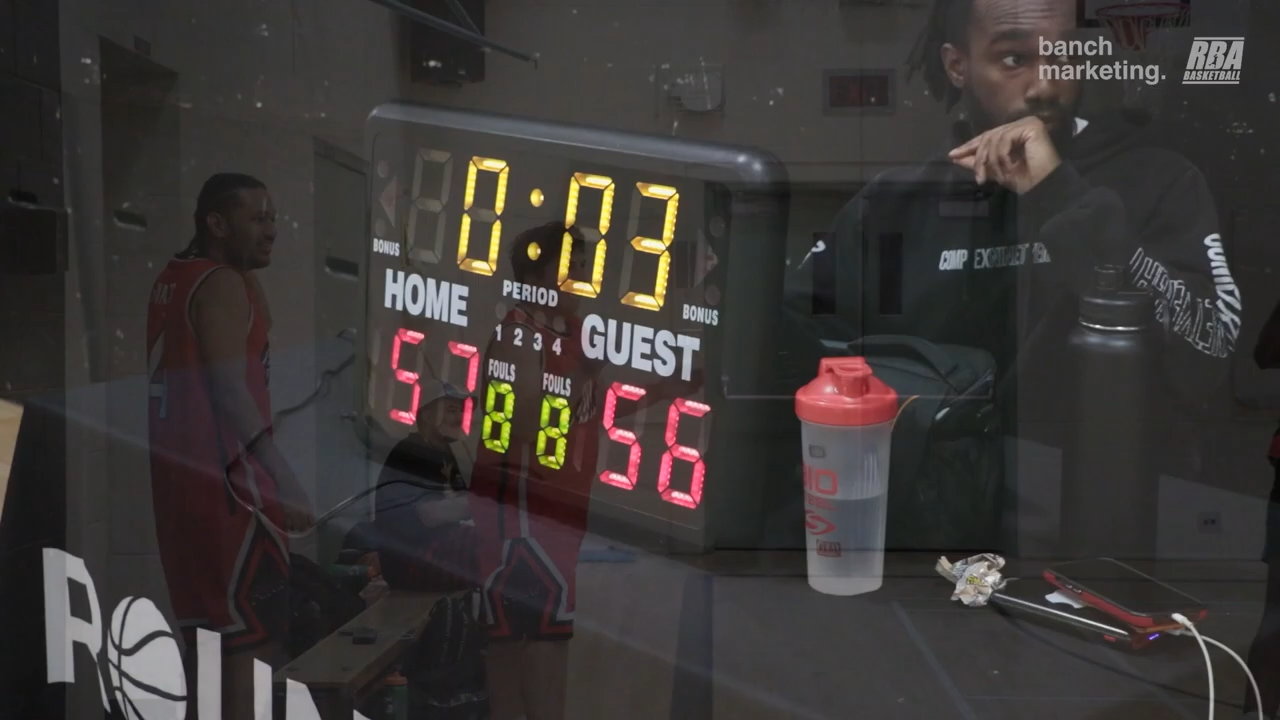 banch
marketing.
RBA
BASKETBALL
0:03
BONUS
HOME
PERIOD
BONUS
1 2 3 4
GUEST
57
FOULS
FOULS
8
8
56
COMP